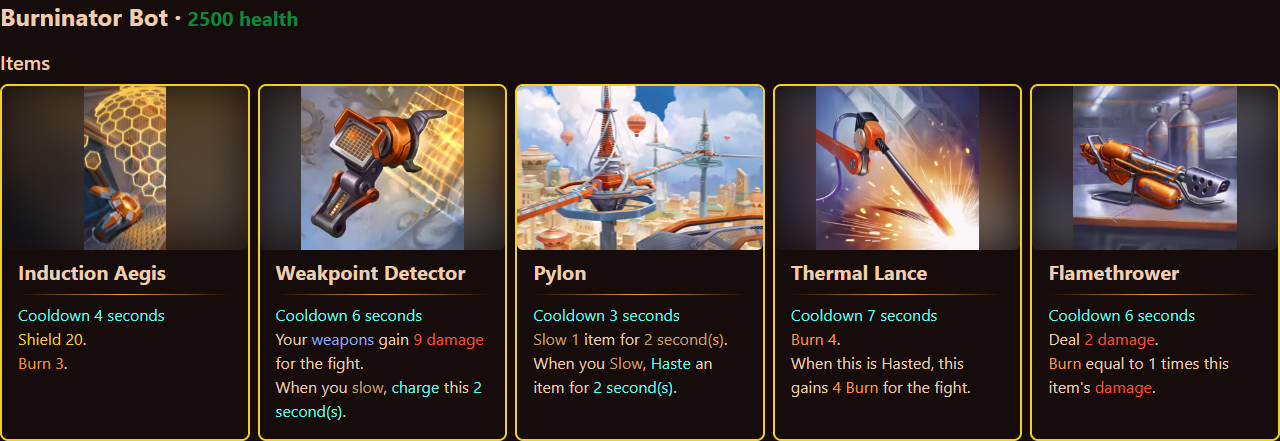 Burninator Bot · 2500 health
Items
Induction Aegis
Cooldown 4 seconds
Shield 20.
Burn 3.
Weakpoint Detector
Cooldown 6 seconds
Your weapons gain 9 damage
for the fight.
When you slow, charge this 2
second(s).
Pylon
Cooldown 3 seconds
Slow 1 item for 2 second(s).
When you Slow, Haste an
item for 2 second(s).
Thermal Lance
Cooldown 7 seconds
Burn 4.
When this is Hasted, this
gains 4 Burn for the fight.
Flamethrower
Cooldown 6 seconds
Deal 2 damage.
Burn equal to 1 times this
item's damage.